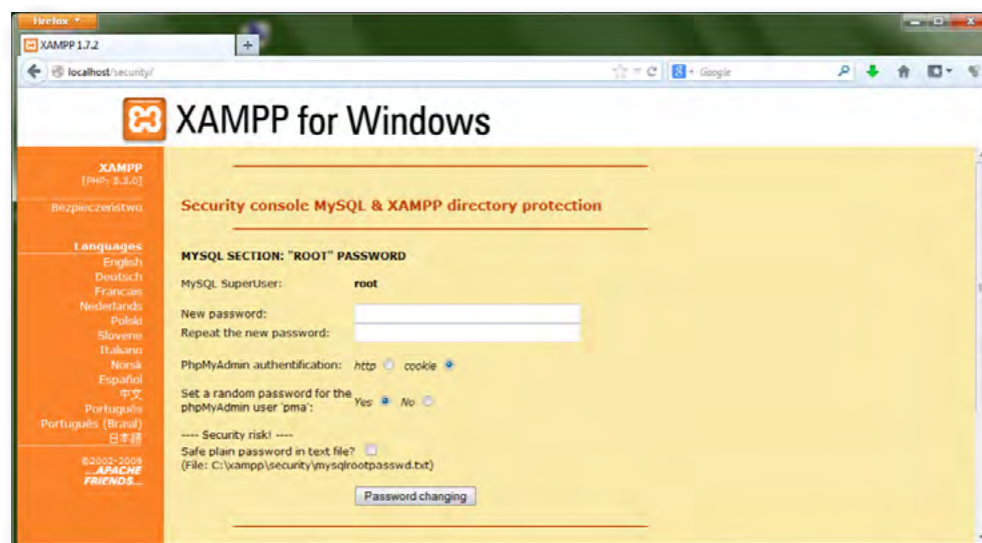 Firefox
XAMPP 1.7.2
localhost/security/
Google
XAMPP for Windows
XAMPP
[PHP: 5.3.0]
Bezpieczeństwo
Languages
English
Deutsch
Francais
Nederlands
Polski
Slovene
Italiano
Norsk
Español
中文
Português
Português (Brasil)
日本語
©2002-2009
...APACHE
FRIENDS...
Security console MySQL & XAMPP directory protection
MYSQL SECTION: "ROOT" PASSWORD
MySQL SuperUser: root
New password:
Repeat the new password:
PhpMyAdmin authentification: http cookie
Set a random password for the
phpMyAdmin user 'pma': Yes No
---- Security risk! ----
Safe plain password in text file?
(File: C:\xampp\security\mysqlrootpasswd.txt)
Password changing